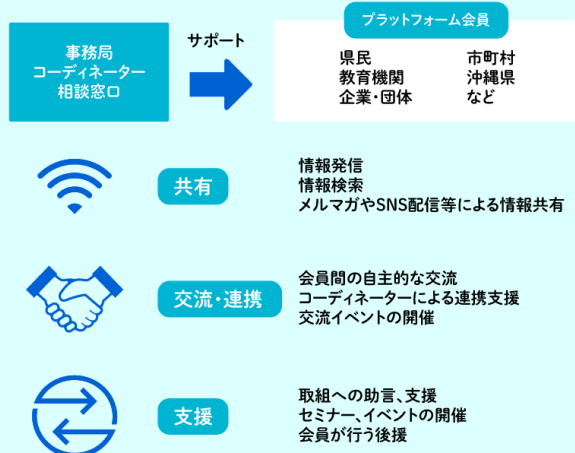 事務局
コーディネーター
相談窓口
サポート
プラットフォーム会員
県民
教育機関
企業・団体
市町村
沖縄県
など
共有
情報発信
情報検索
メルマガやSNS配信等による情報共有
交流・連携
会員間の自主的な交流
コーディネーターによる連携支援
交流イベントの開催
支援
取組への助言、支援
セミナー、イベントの開催
会員が行う後援